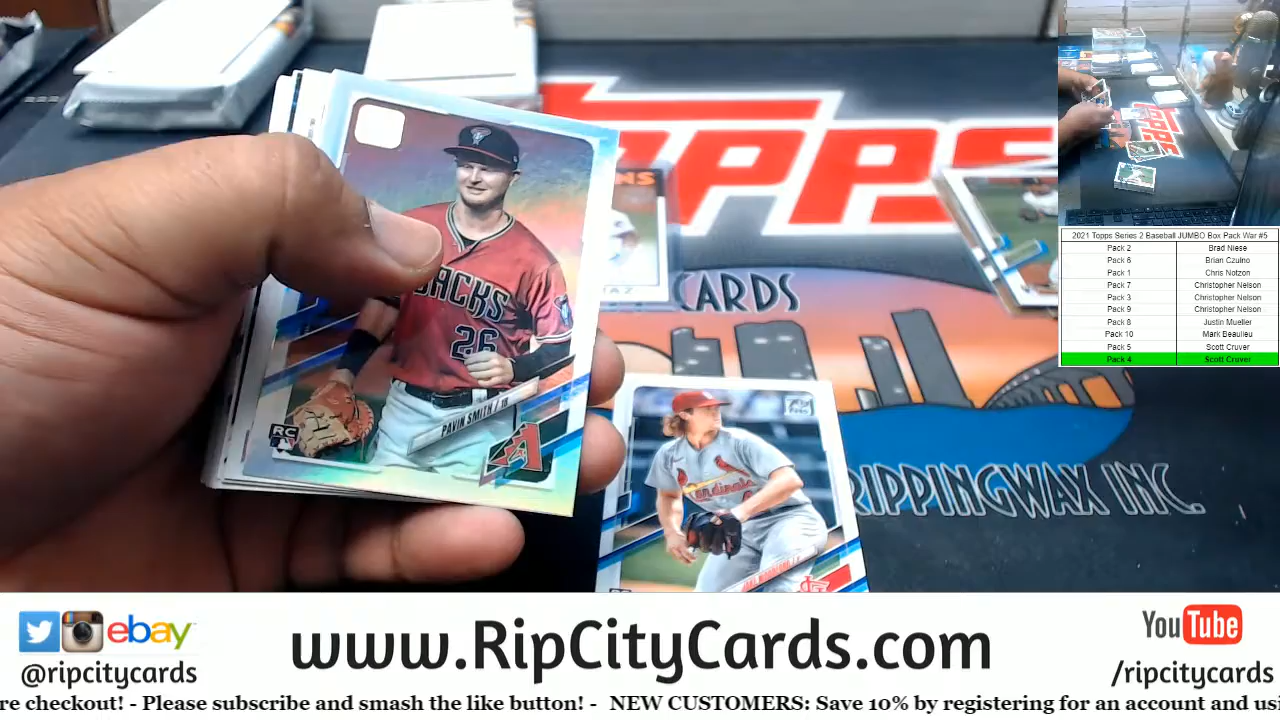 TOPPS
CARDS
RIPPINGWAX INC.
ACKS
26
PAVIN SMITH / 1B
RC
A
Cardinals
2021 Topps Series 2 Baseball JUMBO Box Pack War #5
Pack 2 Brad Niese
Pack 6 Brian Czulno
Pack 1 Chris Notzon
Pack 7 Christopher Nelson
Pack 3 Christopher Nelson
Pack 9 Christopher Nelson
Pack 8 Justin Mueller
Pack 10 Mark Beaulieu
Pack 5 Scott Cruver
Pack 4 Scott Cruver
ebay
@ripcitycards
www.RipCityCards.com
YouTube
/ripcitycards
re checkout! - Please subscribe and smash the like button! - NEW CUSTOMERS: Save 10% by registering for an account and usi